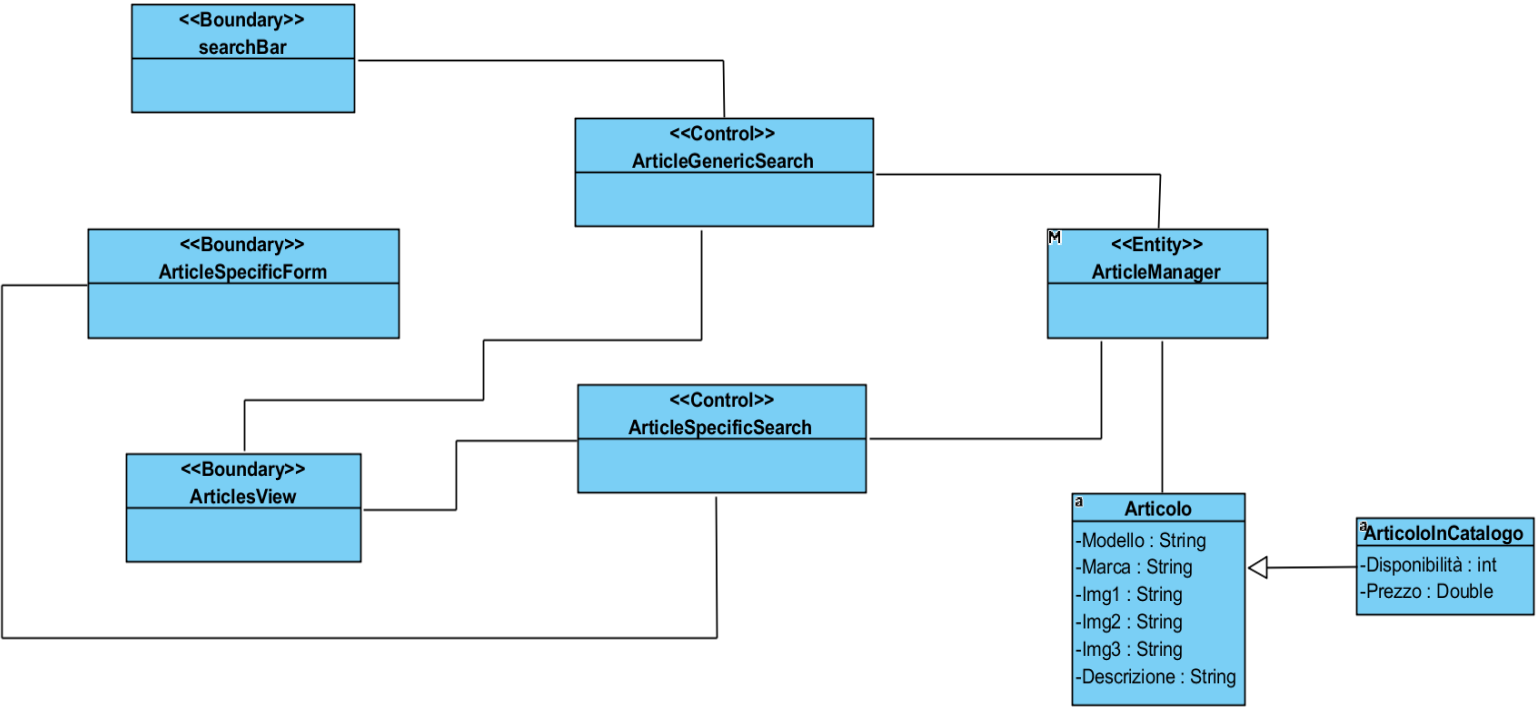 <<Boundary>>
searchBar
<<Control>>
ArticleGenericSearch
<<Boundary>>
ArticleSpecificForm
M
<<Entity>>
ArticleManager
<<Control>>
ArticleSpecificSearch
<<Boundary>>
ArticlesView
a
Articolo
-Modello : String
-Marca : String
-Img1 : String
-Img2 : String
-Img3 : String
-Descrizione : String
a
ArticoloInCatalogo
-Disponibilità : int
-Prezzo : Double